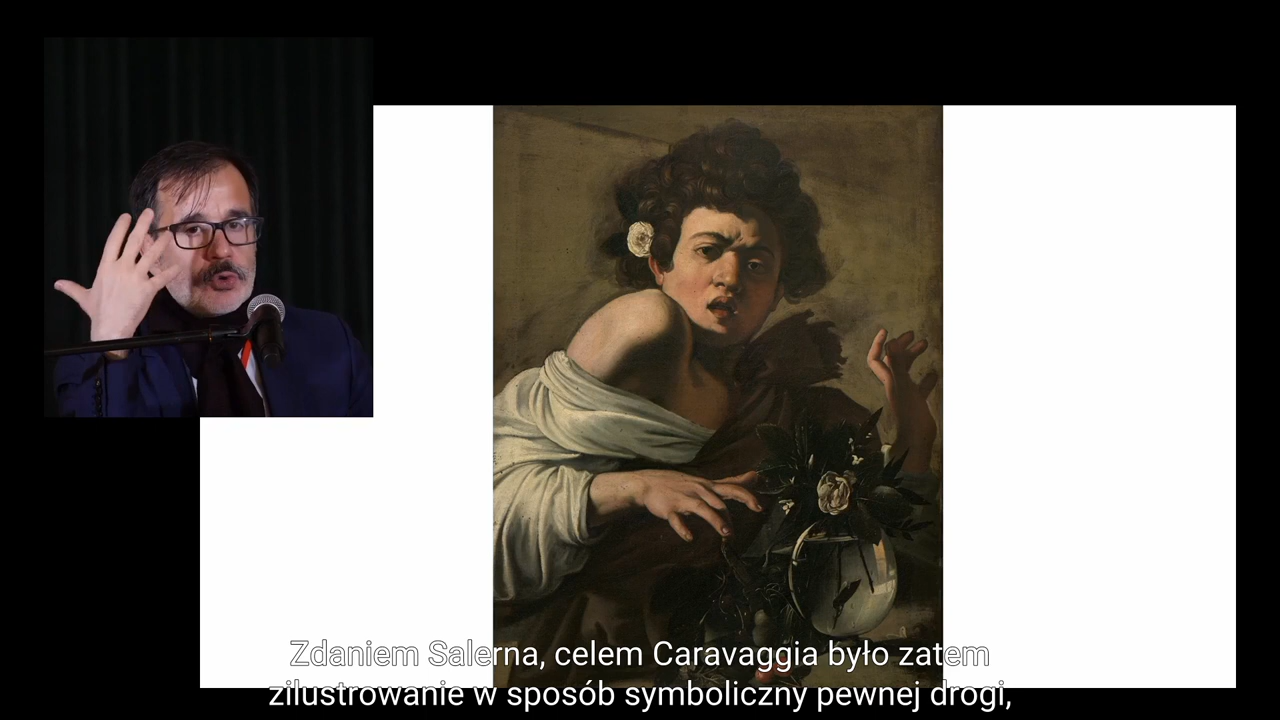 Zdaniem Salerna, celem Caravaggia było zatem
zilustrowanie w sposób symboliczny pewnej drogi,